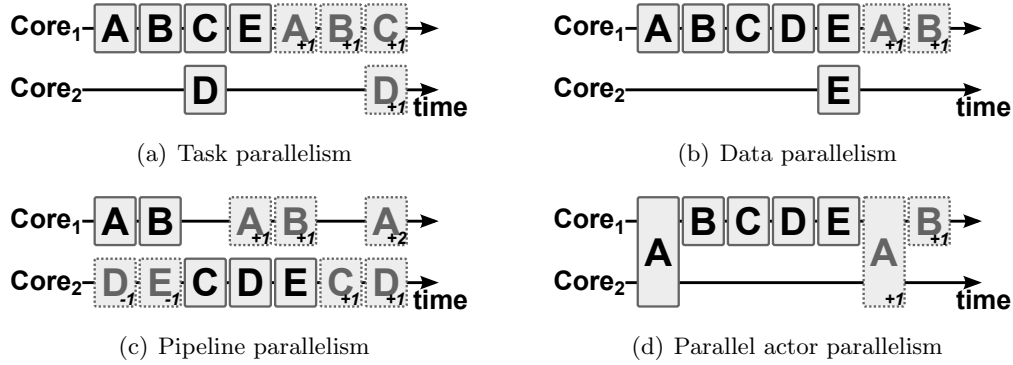 Core1 A B C E A+1 B+1 C+1
Core2 D D+1 time
(a) Task parallelism
Core1 A B C D E A+1 B+1
Core2 E time
(b) Data parallelism
Core1 A B A+1 B+1 A+2
Core2 D-1 E-1 C D E C+1 D+1 time
(c) Pipeline parallelism
Core1 A B C D E A+1 B+1
Core2 time
(d) Parallel actor parallelism